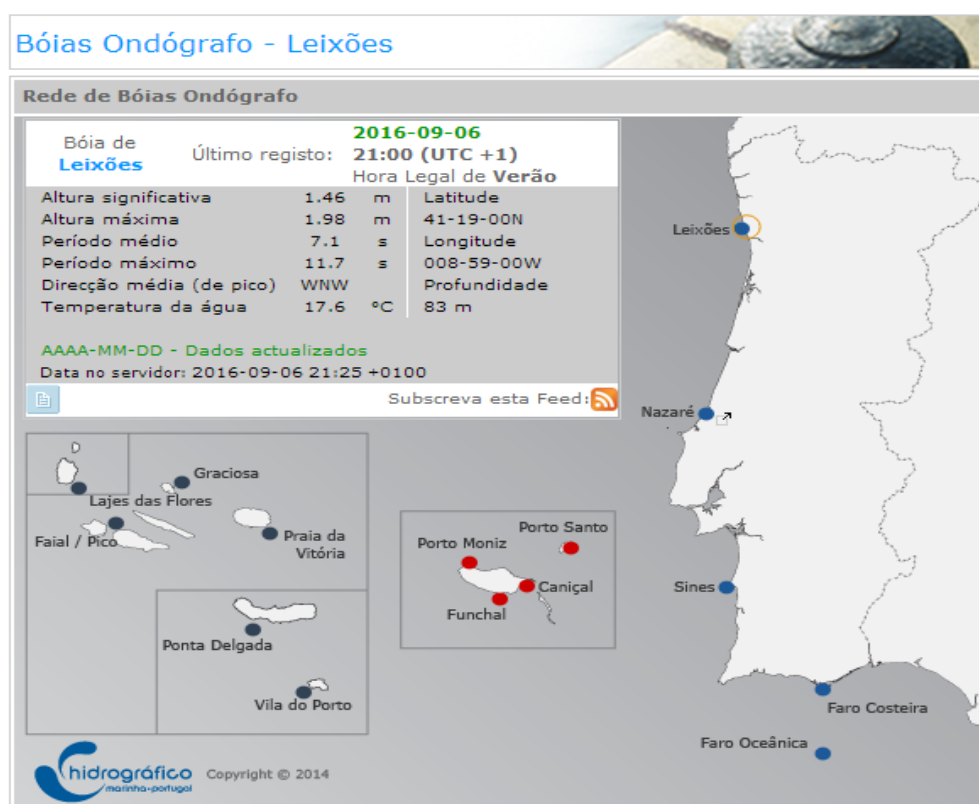 Bóias Ondógrafo - Leixões
Rede de Bóias Ondógrafo
Bóia de
Leixões
Último registo:
2016-09-06
21:00 (UTC +1)
Hora Legal de Verão
Altura significativa 1.46 m Latitude
Altura máxima 1.98 m 41-19-00N
Período médio 7.1 s Longitude
Período máximo 11.7 s 008-59-00W
Direcção média (de pico) WNW Profundidade
Temperatura da água 17.6 °C 83 m
AAAA-MM-DD - Dados actualizados
Data no servidor: 2016-09-06 21:25 +0100
Subscreva esta Feed:
Leixões
Nazaré
Sines
Faro Costeira
Faro Oceânica
Graciosa
Lajes das Flores
Faial / Pico
Praia da
Vitória
Ponta Delgada
Vila do Porto
Porto Santo
Porto Moniz
Caniçal
Funchal
hidrográfico
marinha-portugal
Copyright © 2014